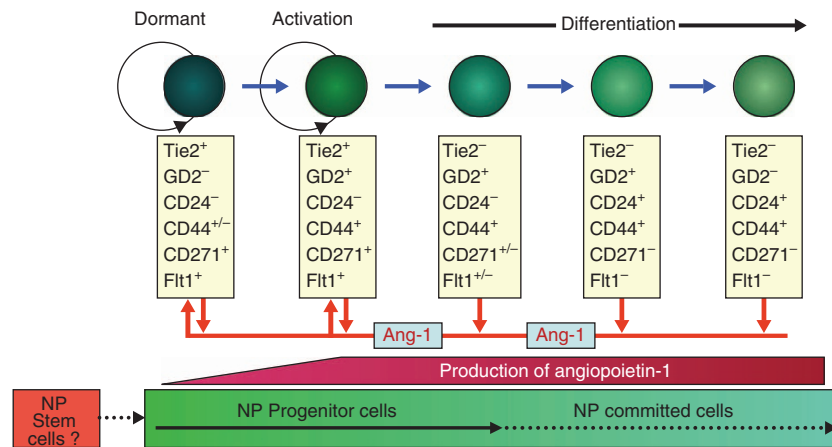 Dormant
Activation
Differentiation
Tie2⁺
GD2⁻
CD24⁻
CD44⁺/⁻
CD271⁺
Flt1⁺
Tie2⁺
GD2⁺
CD24⁻
CD44⁺
CD271⁺
Flt1⁺
Tie2⁻
GD2⁺
CD24⁻
CD44⁺
CD271⁺/⁻
Flt1⁺/⁻
Tie2⁻
GD2⁺
CD24⁺
CD44⁺
CD271⁻
Flt1⁻
Tie2⁻
GD2⁻
CD24⁺
CD44⁺
CD271⁻
Flt1⁻
Ang-1
Ang-1
Production of angiopoietin-1
NP
Stem
cells ?
NP Progenitor cells
NP committed cells